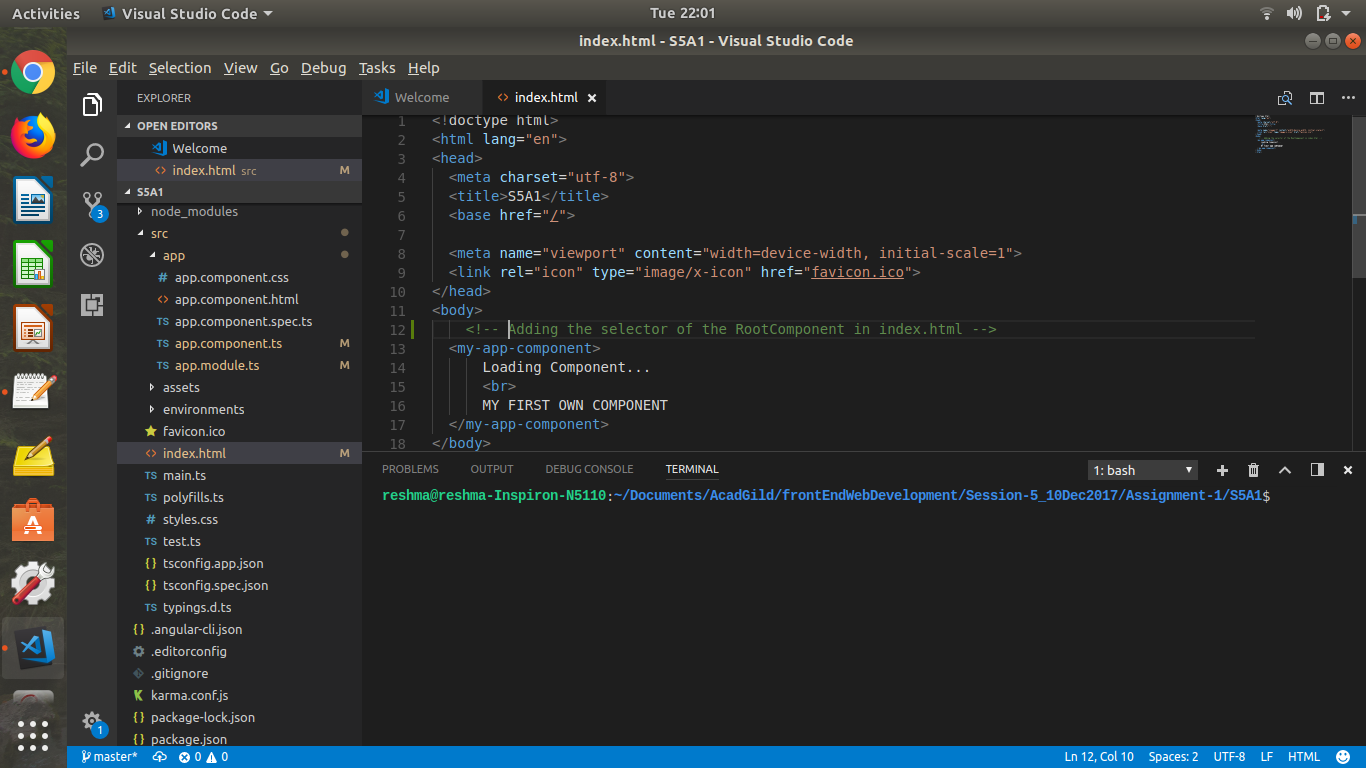 Activities Visual Studio Code Tue 22:01
index.html - S5A1 - Visual Studio Code
File Edit Selection View Go Debug Tasks Help
EXPLORER
OPEN EDITORS
Welcome
index.html src M
S5A1
node_modules
src
app
# app.component.css
<> app.component.html
TS app.component.spec.ts
TS app.component.ts M
TS app.module.ts M
assets
environments
favicon.ico
<> index.html M
TS main.ts
TS polyfills.ts
# styles.css
TS test.ts
{} tsconfig.app.json
{} tsconfig.spec.json
TS typings.d.ts
{} .angular-cli.json
.editorconfig
.gitignore
K karma.conf.js
{} package-lock.json
{} package.json
3
1
Welcome <> index.html ×
1 <!doctype html>
2 <html lang="en">
3 <head>
4 <meta charset="utf-8">
5 <title>S5A1</title>
6 <base href="/">
7
8 <meta name="viewport" content="width=device-width, initial-scale=1">
9 <link rel="icon" type="image/x-icon" href="favicon.ico">
10 </head>
11 <body>
12 <!-- Adding the selector of the RootComponent in index.html -->
13 <my-app-component>
14 Loading Component...
15 <br>
16 MY FIRST OWN COMPONENT
17 </my-app-component>
18 </body>
PROBLEMS OUTPUT DEBUG CONSOLE TERMINAL 1: bash
reshma@reshma-Inspiron-N5110:~/Documents/AcadGild/frontEndWebDevelopment/Session-5_10Dec2017/Assignment-1/S5A1$
master* 0 0 Ln 12, Col 10 Spaces: 2 UTF-8 LF HTML